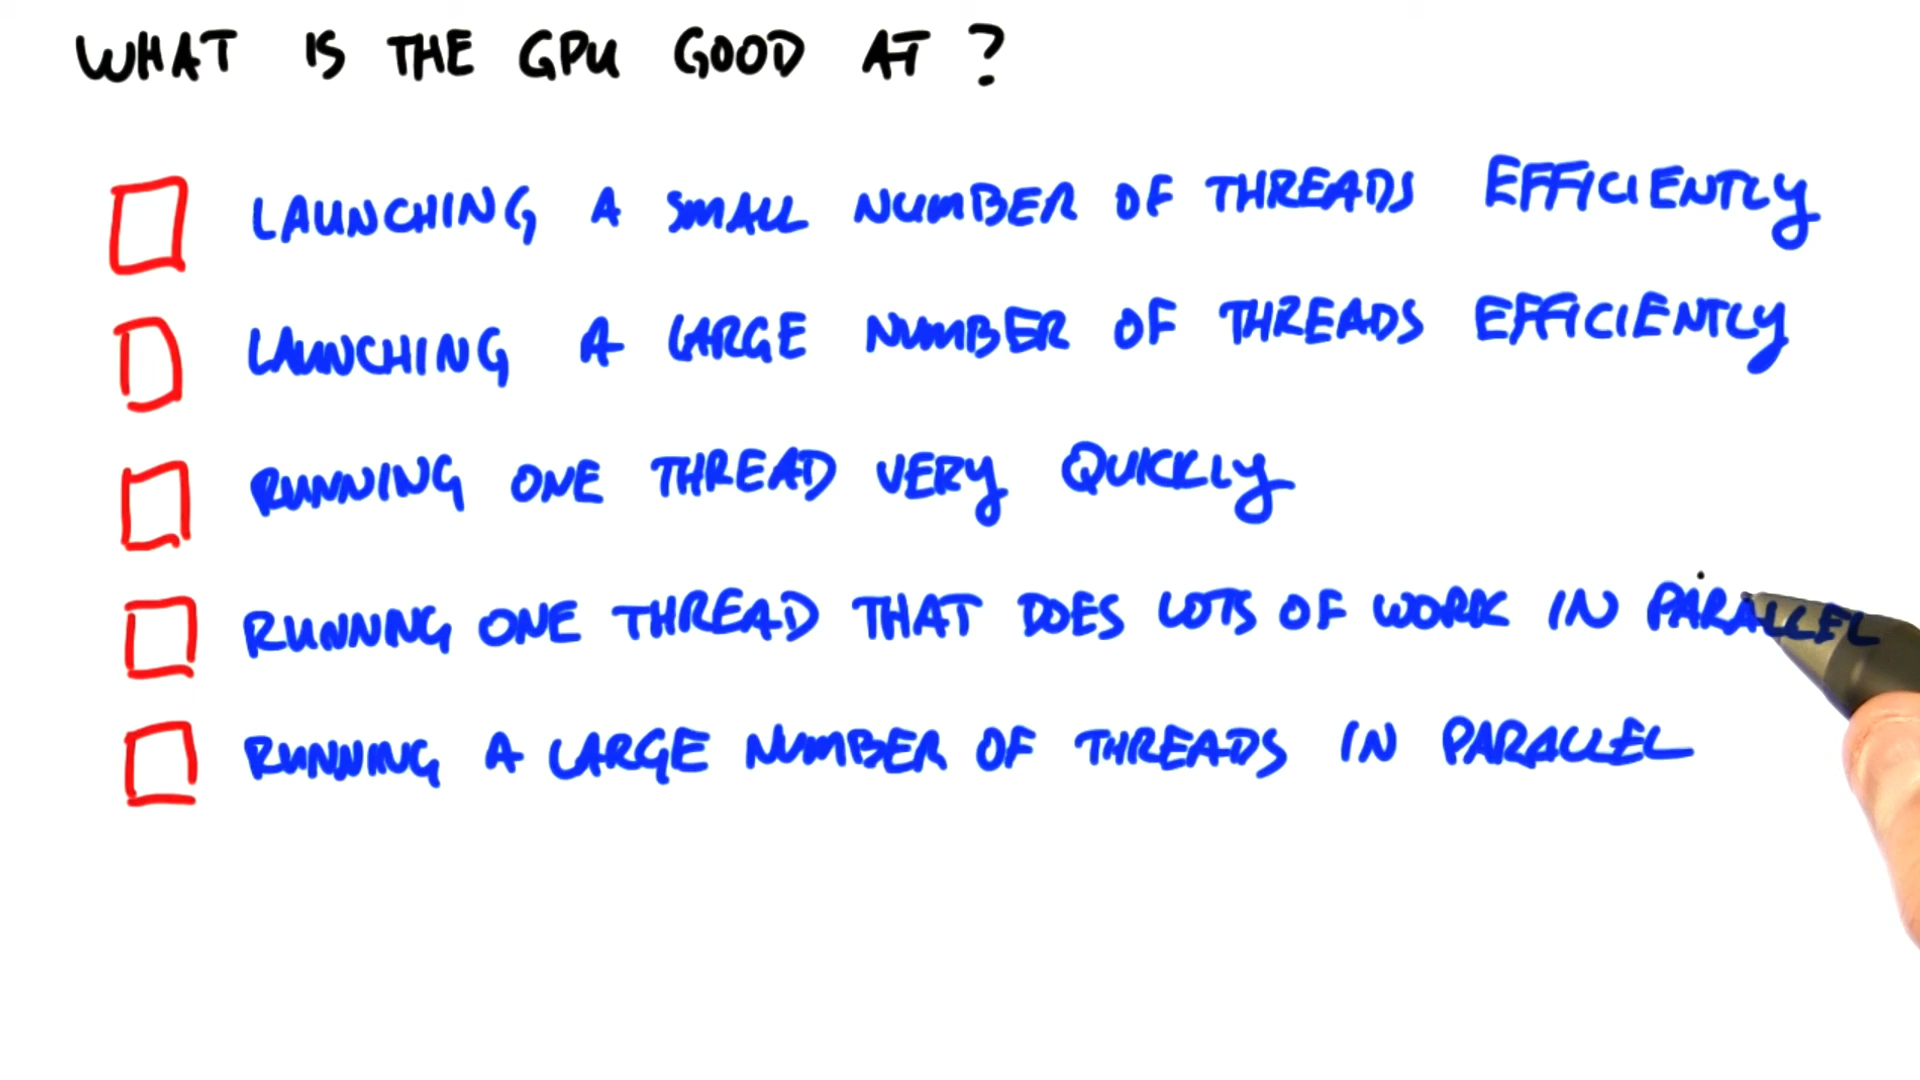 WHAT IS THE GPU GOOD AT?
LAUNCHING A SMALL NUMBER OF THREADS EFFICIENTLY
LAUNCHING A LARGE NUMBER OF THREADS EFFICIENTLY
RUNNING ONE THREAD VERY QUICKLY
RUNNING ONE THREAD THAT DOES LOTS OF WORK IN PARALLEL
RUNNING A LARGE NUMBER OF THREADS IN PARALLEL